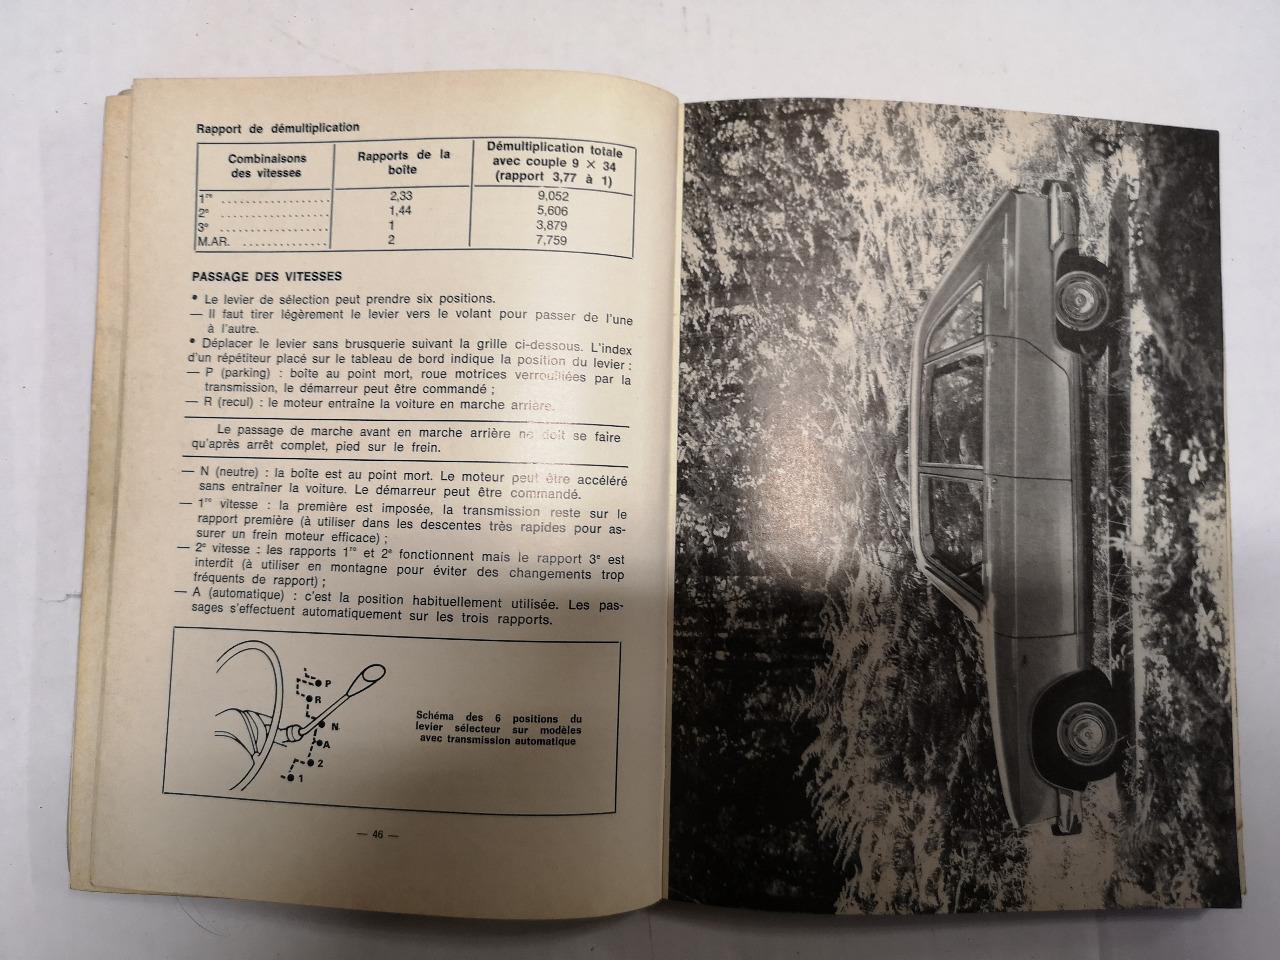 Rapport de démultiplication
Combinaisons
des vitesses
Rapports de la
boîte
Démultiplication totale
avec couple 9 × 34
(rapport 3,77 à 1)
1re .................... 2,33 9,052
2e .................... 1,44 5,606
3e .................... 1 3,879
M.AR. ................ 2 7,759
PASSAGE DES VITESSES
• Le levier de sélection peut prendre six positions.
— Il faut tirer légèrement le levier vers le volant pour passer de l'une
à l'autre.
• Déplacer le levier sans brusquerie suivant la grille ci-dessous. L'index
d'un répétiteur placé sur le tableau de bord indique la position du levier :
— P (parking) : boîte au point mort, roue motrices verrouillées par la
transmission, le démarreur peut être commandé ;
— R (recul) : le moteur entraîne la voiture en marche arrière.
Le passage de marche avant en marche arrière ne doit se faire
qu'après arrêt complet, pied sur le frein.
— N (neutre) : la boîte est au point mort. Le moteur peut être accéléré
sans entraîner la voiture. Le démarreur peut être commandé.
— 1re vitesse : la première est imposée, la transmission reste sur le
rapport première (à utiliser dans les descentes très rapides pour as-
surer un frein moteur efficace) ;
— 2e vitesse : les rapports 1re et 2e fonctionnent mais le rapport 3e est
interdit (à utiliser en montagne pour éviter des changements trop
fréquents de rapport) ;
— A (automatique) : c'est la position habituellement utilisée. Les pas-
sages s'effectuent automatiquement sur les trois rapports.
P
R
N
A
2
1
Schéma des 6 positions du
levier sélecteur sur modèles
avec transmission automatique
— 46 —